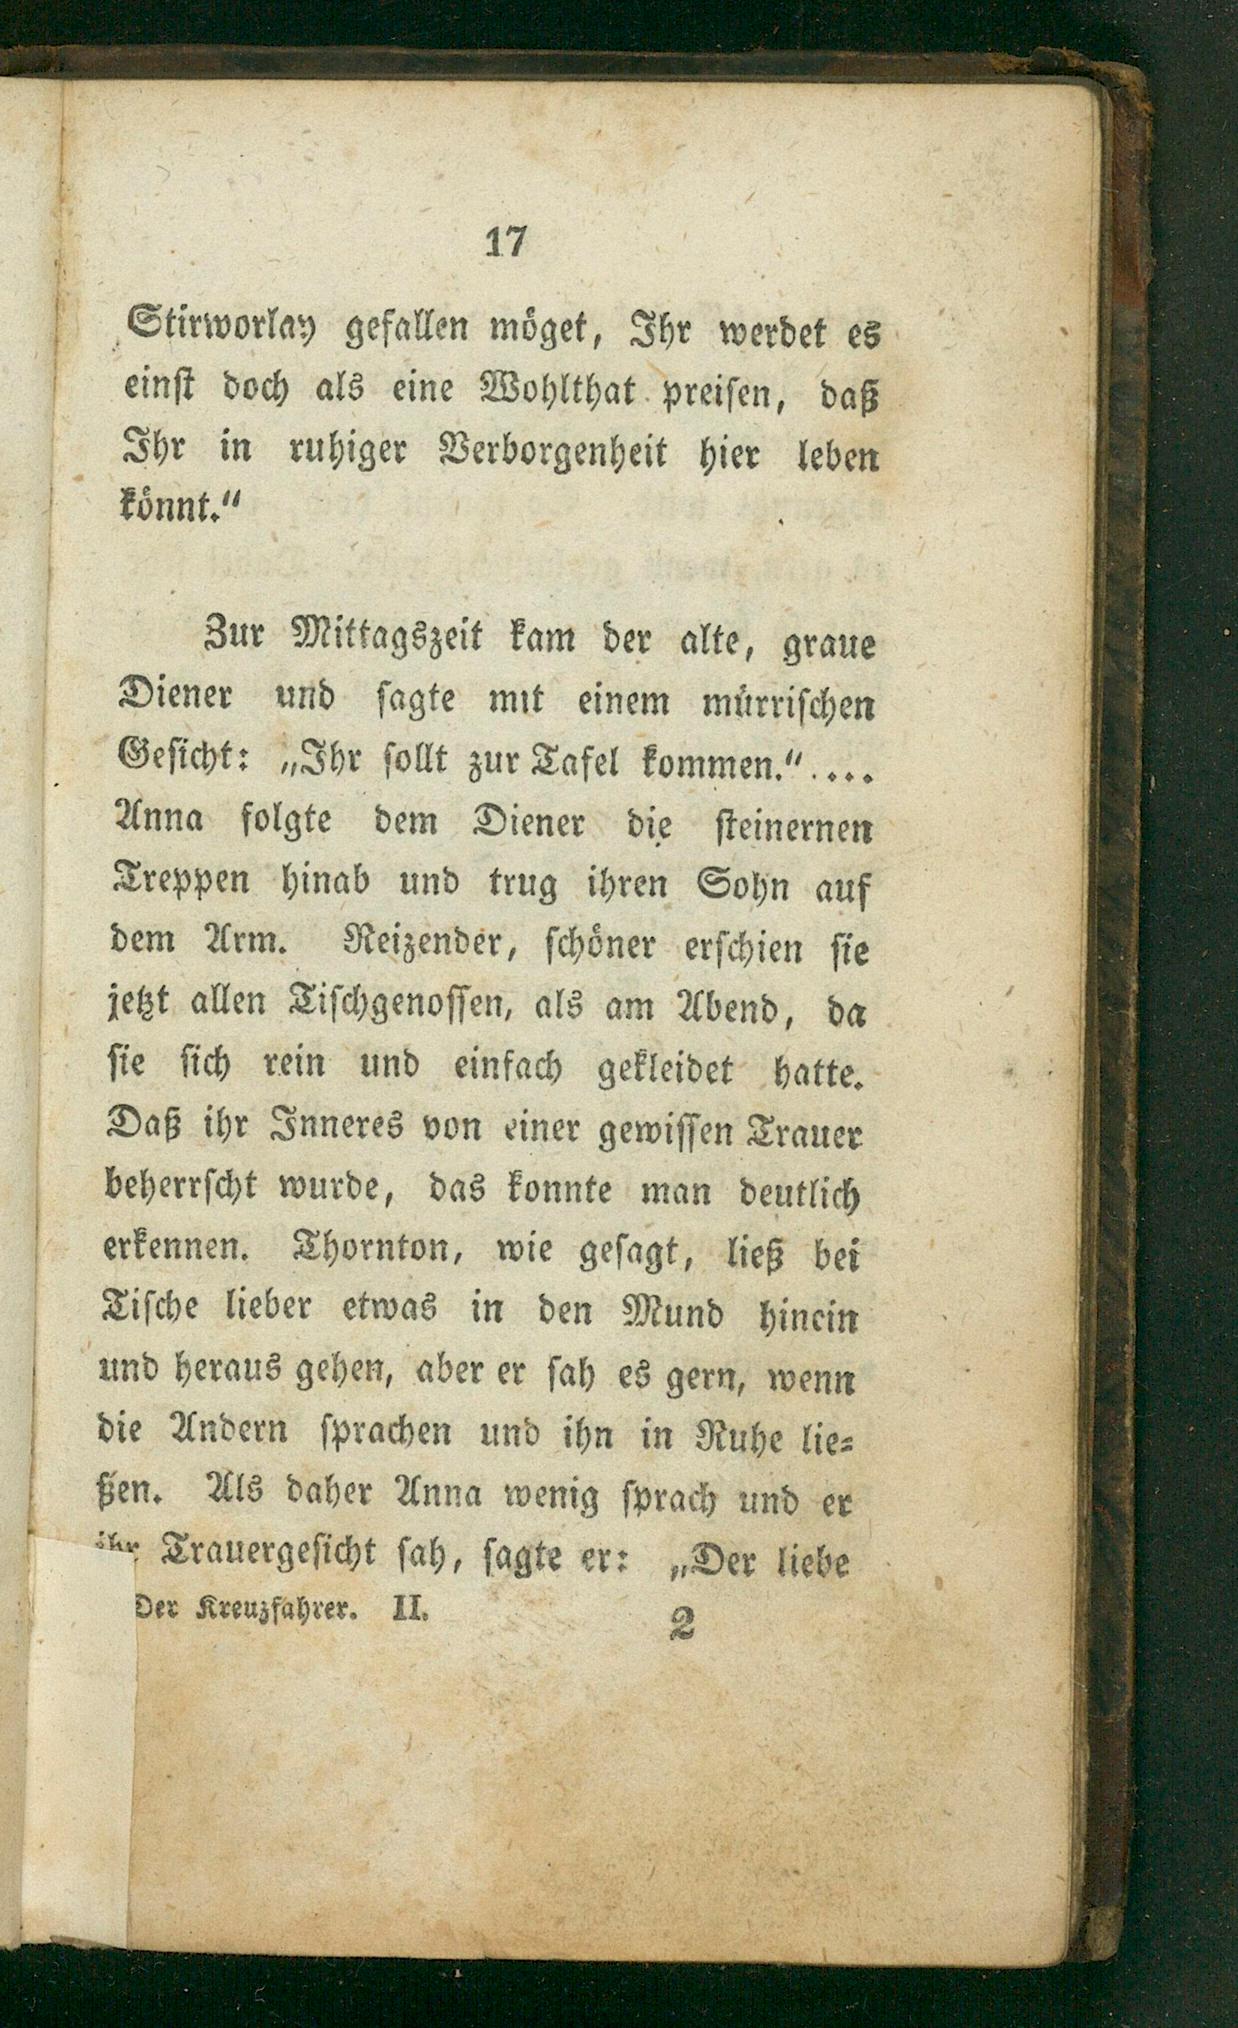 17
Stirworlay gefallen möget, Ihr werdet es
einst doch als eine Wohlthat preisen, daß
Ihr in ruhiger Verborgenheit hier leben
könnt.“
Zur Mittagszeit kam der alte, graue
Diener und sagte mit einem mürrischen
Gesicht: „Ihr sollt zur Tafel kommen.“....
Anna folgte dem Diener die steinernen
Treppen hinab und trug ihren Sohn auf
dem Arm. Reizender, schöner erschien sie
jetzt allen Tischgenossen, als am Abend, da
sie sich rein und einfach gekleidet hatte.
Daß ihr Inneres von einer gewissen Trauer
beherrscht wurde, das konnte man deutlich
erkennen. Thornton, wie gesagt, ließ bei
Tische lieber etwas in den Mund hinein
und heraus gehen, aber er sah es gern, wenn
die Andern sprachen und ihn in Ruhe lie-
ßen. Als daher Anna wenig sprach und er
ihr Trauergesicht sah, sagte er: „Der liebe
Der Kreuzfahrer. II.
2